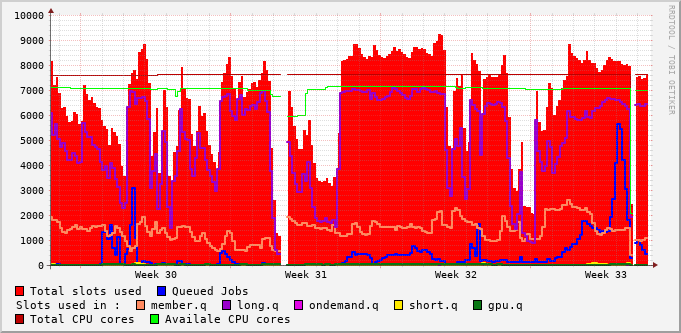 10000
9000
8000
7000
6000
5000
4000
3000
2000
1000
0
Week 30 Week 31 Week 32 Week 33
RRDTOOL / TOBI OETIKER
Total slots used Queued Jobs
Slots used in : member.q long.q ondemand.q short.q gpu.q
Total CPU cores Availale CPU cores